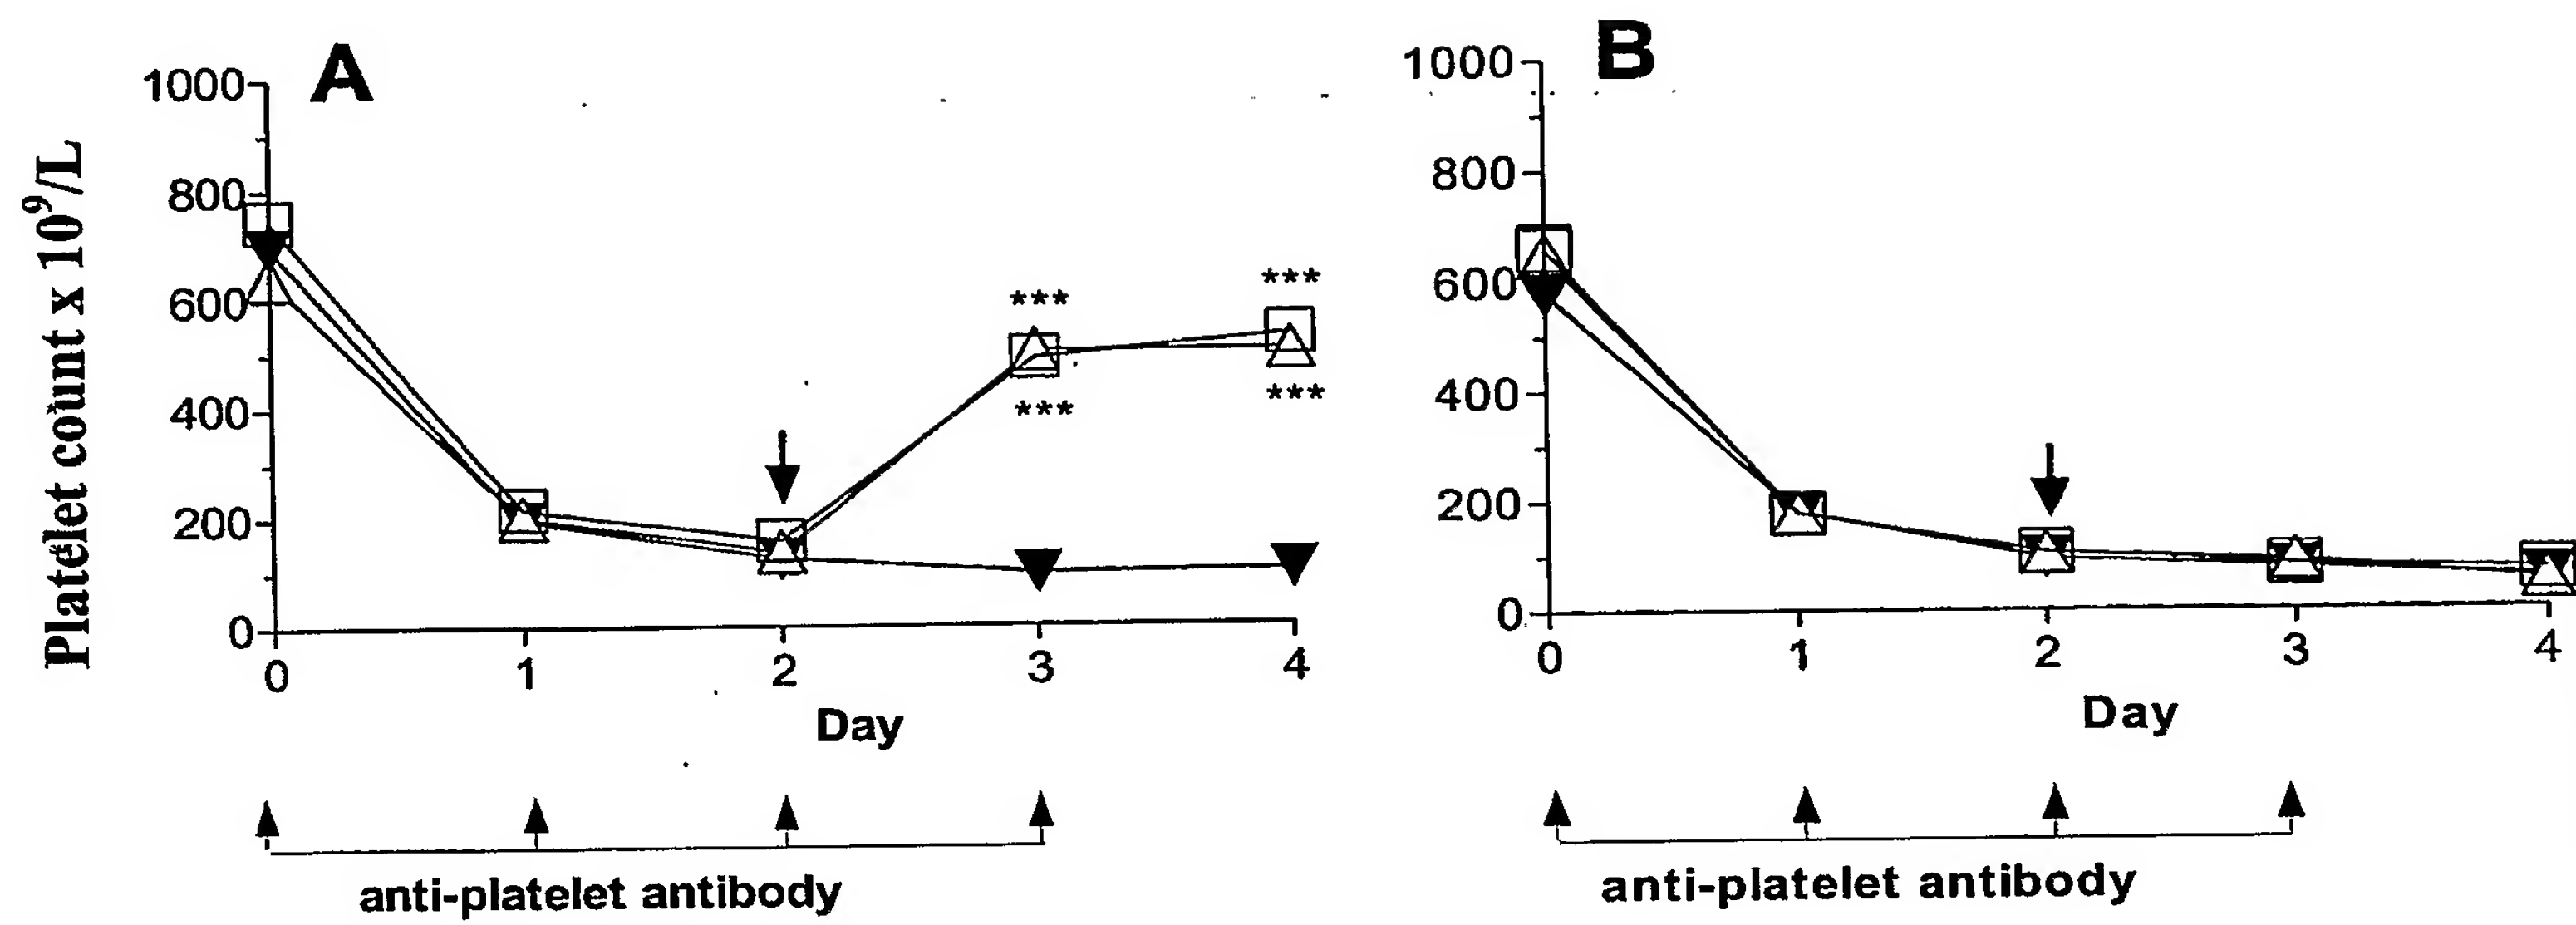 A
B
Platelet count x 10⁹/L
1000
800
600
400
200
0
0 1 2 3 4
Day
***
***
***
***
anti-platelet antibody
1000
800
600
400
200
0
0 1 2 3 4
Day
anti-platelet antibody